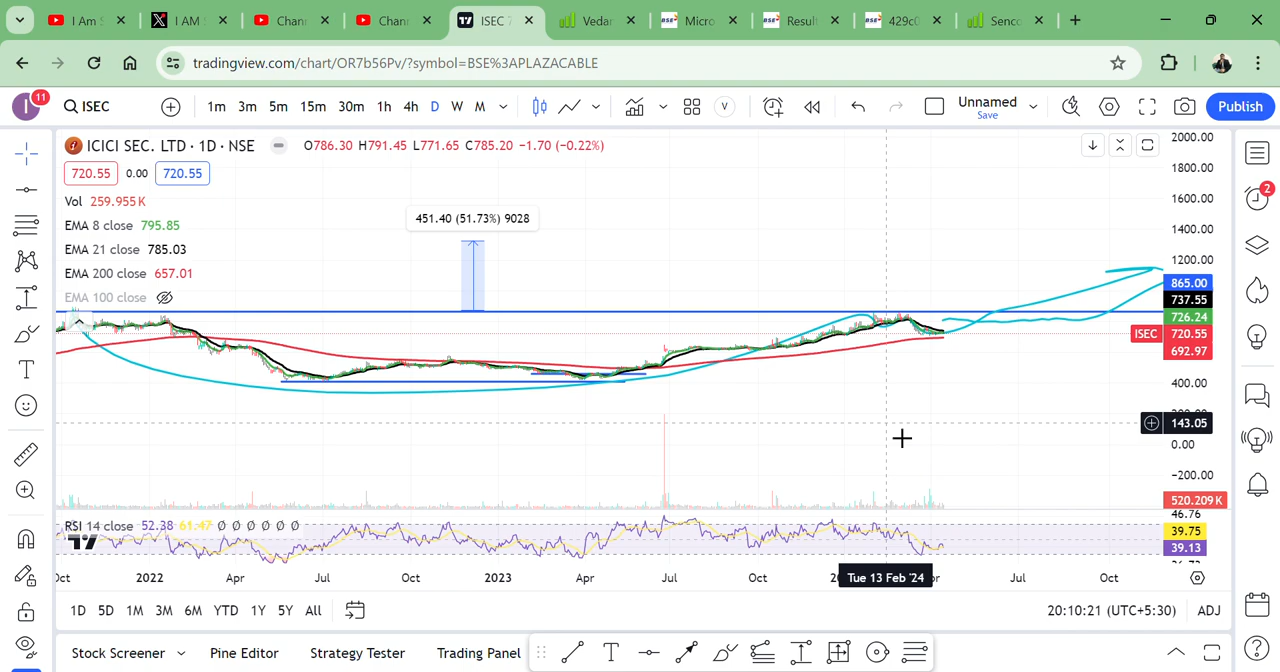 I Am S
I AM S
Chann
Chann
ISEC 7
Vedan
Micro
Result
429c0
Senco
tradingview.com/chart/OR7b56Pv/?symbol=BSE%3APLAZACABLE
I
11
ISEC
1m 3m 5m 15m 30m 1h 4h D W M
V
Unnamed
Save
Publish
ICICI SEC. LTD · 1D · NSE
O786.30 H791.45 L771.65 C785.20 −1.70 (−0.22%)
720.55 0.00 720.55
Vol 259.955 K
EMA 8 close 795.85
EMA 21 close 785.03
EMA 200 close 657.01
EMA 100 close
451.40 (51.73%) 9028
2000.00
1800.00
1600.00
1400.00
1200.00
865.00
737.55
726.24
ISEC 720.55
692.97
400.00
143.05
0.00
−200.00
520.209 K
46.76
39.75
39.13
2
RSI 14 close 52.38 61.47 Ø Ø Ø Ø Ø Ø
Oct 2022 Apr Jul Oct 2023 Apr Jul Oct
Tue 13 Feb '24
Jul Oct
1D 5D 1M 3M 6M YTD 1Y 5Y All
20:10:21 (UTC+5:30) ADJ
Stock Screener Pine Editor Strategy Tester Trading Panel